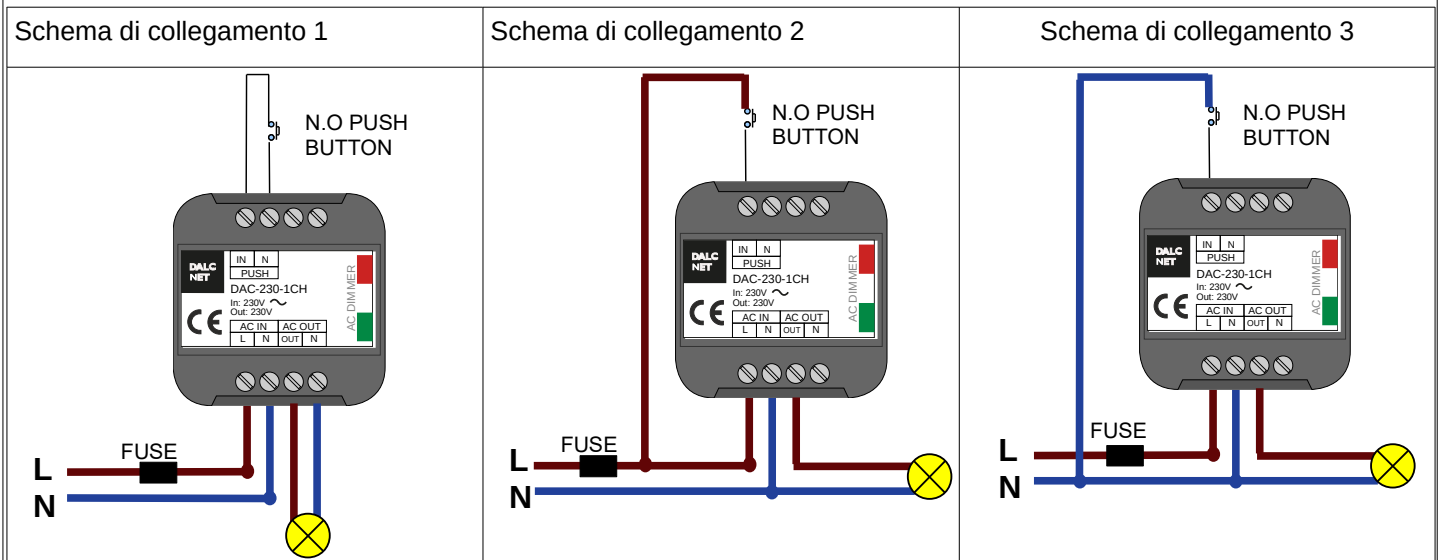 Schema di collegamento 1
Schema di collegamento 2
Schema di collegamento 3
N.O PUSH
BUTTON
DALC
NET
IN N
PUSH
DAC-230-1CH
In: 230V
Out: 230V
CE
AC IN AC OUT
L N OUT N
AC DIMMER
FUSE
L
N
N.O PUSH
BUTTON
DALC
NET
IN N
PUSH
DAC-230-1CH
In: 230V
Out: 230V
CE
AC IN AC OUT
L N OUT N
AC DIMMER
FUSE
L
N
N.O PUSH
BUTTON
DALC
NET
IN N
PUSH
DAC-230-1CH
In: 230V
Out: 230V
CE
AC IN AC OUT
L N OUT N
AC DIMMER
FUSE
L
N